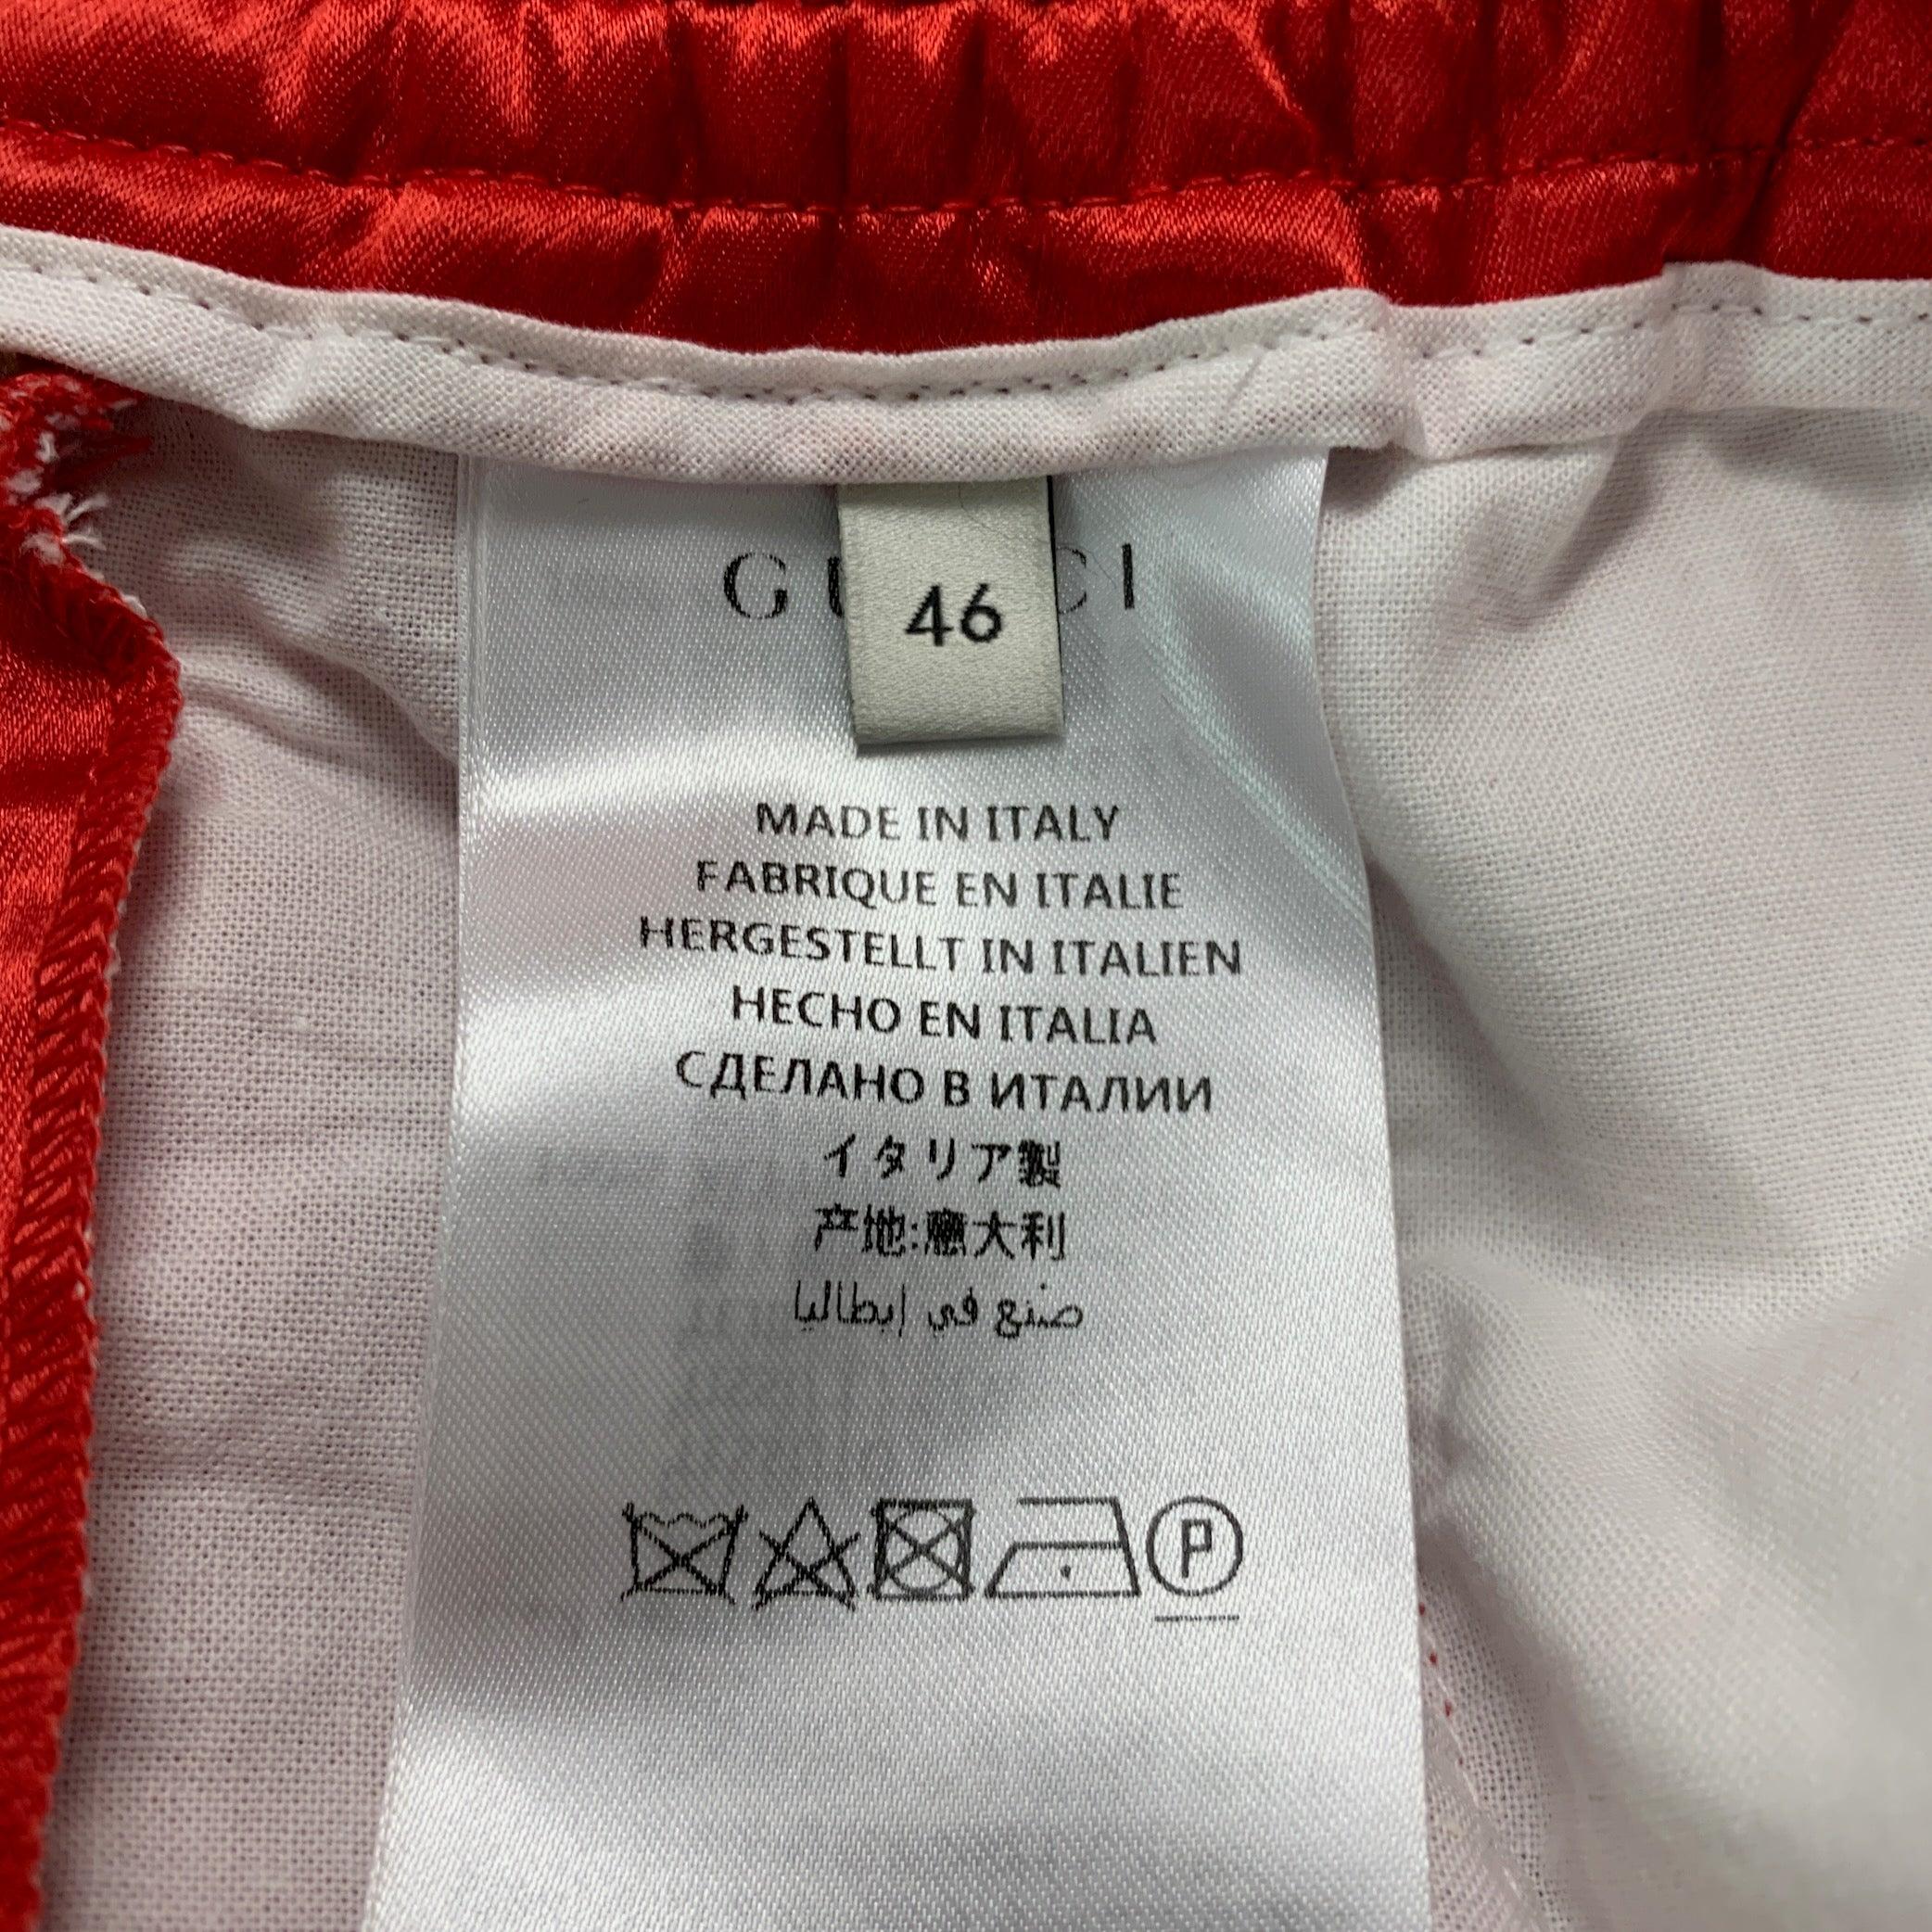 GUCCI
46
MADE IN ITALY
FABRIQUE EN ITALIE
HERGESTELLT IN ITALIEN
HECHO EN ITALIA
СДЕЛАНО В ИТАЛИИ
イタリア製
产地:意大利
صنع في إيطاليا
P